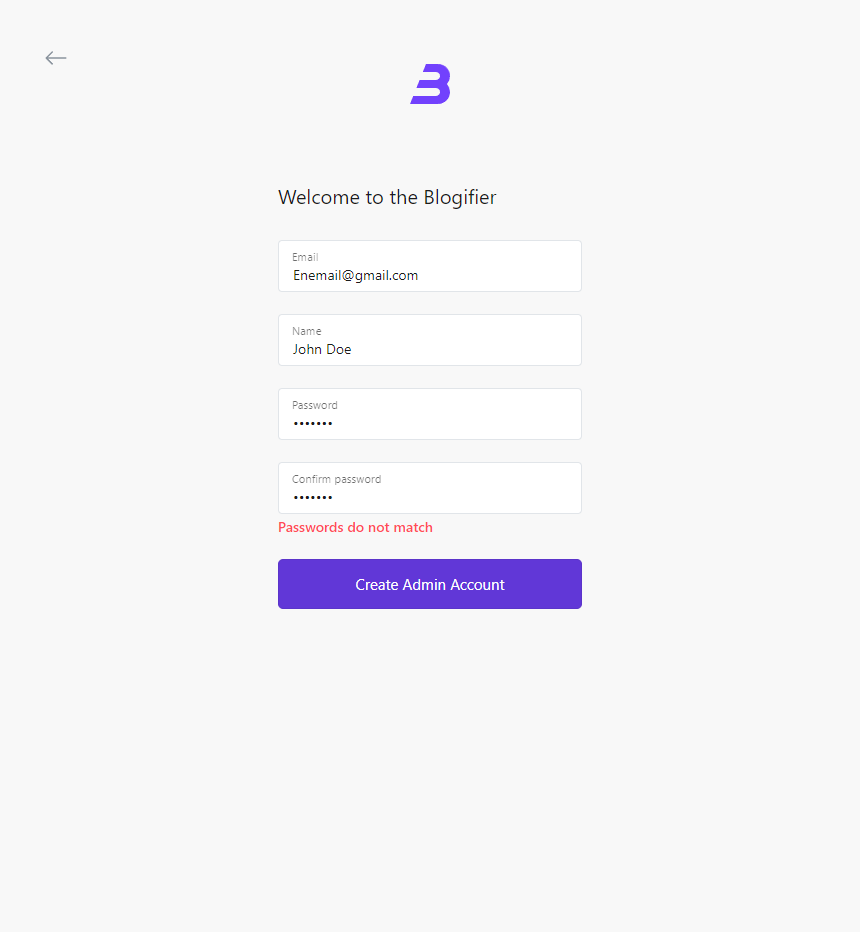 Welcome to the Blogifier
Email
Enemail@gmail.com
Name
John Doe
Password
•••••••
Confirm password
•••••••
Passwords do not match
Create Admin Account